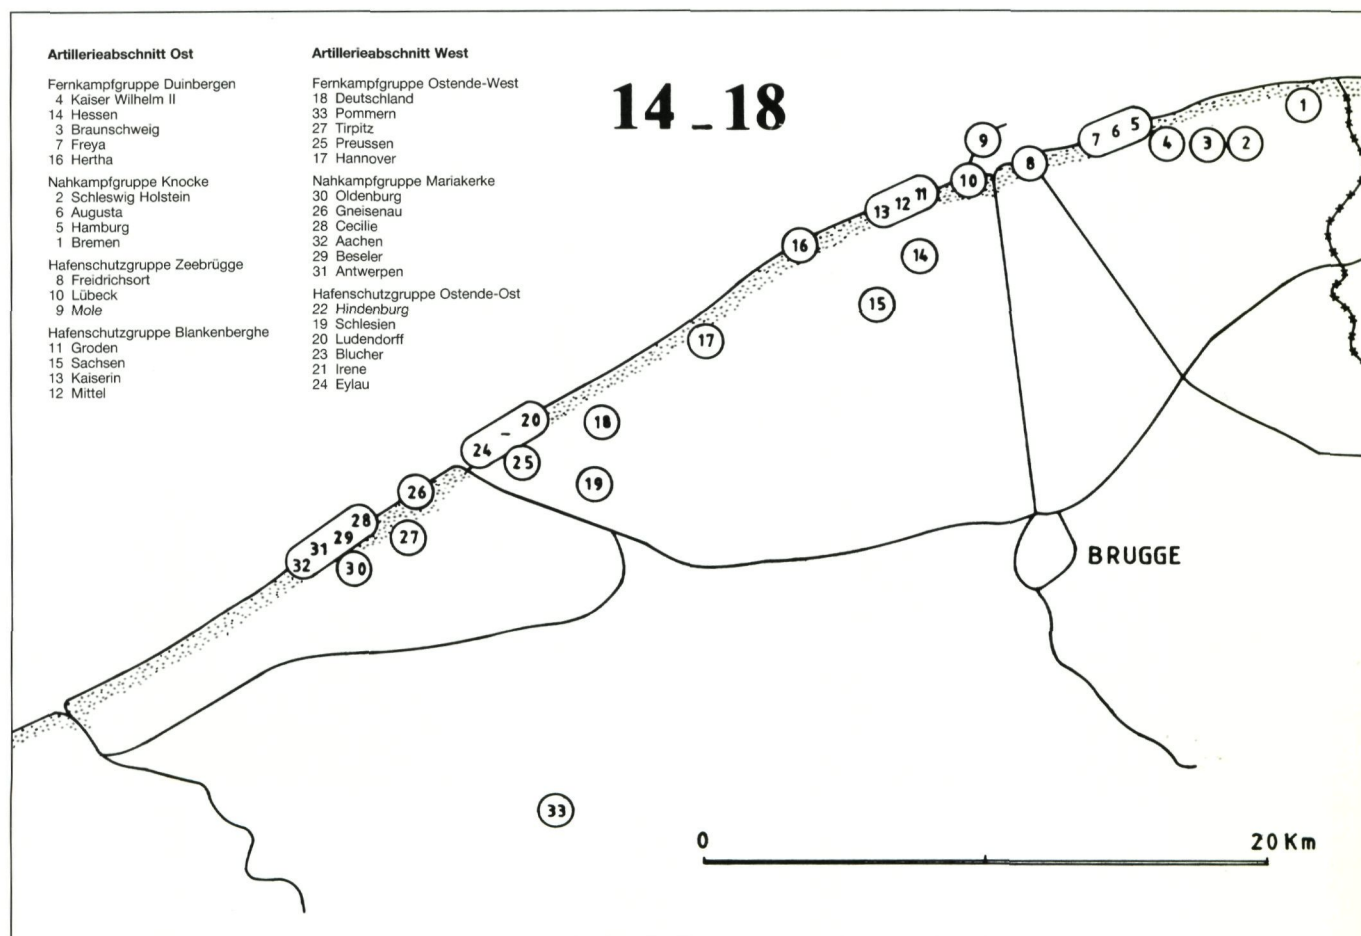 Artillerieabschnitt Ost
Fernkampfgruppe Duinbergen
4 Kaiser Wilhelm II
14 Hessen
3 Braunschweig
7 Freya
16 Hertha
Nahkampfgruppe Knocke
2 Schleswig Holstein
6 Augusta
5 Hamburg
1 Bremen
Hafenschutzgruppe Zeebrügge
8 Freidrichsort
10 Lübeck
9 Mole
Hafenschutzgruppe Blankenberghe
11 Groden
15 Sachsen
13 Kaiserin
12 Mittel
Artillerieabschnitt West
Fernkampfgruppe Ostende-West
18 Deutschland
33 Pommern
27 Tirpitz
25 Preussen
17 Hannover
Nahkampfgruppe Mariakerke
30 Oldenburg
26 Gneisenau
28 Cecilie
32 Aachen
29 Beseler
31 Antwerpen
Hafenschutzgruppe Ostende-Ost
22 Hindenburg
19 Schlesien
20 Ludendorff
23 Blucher
21 Irene
24 Eylau
14_18
1
9
7 6 5
4
3
2
8
10
13 12 11
16
14
15
17
24 - 20
18
25
19
26
28
29
31
32
27
30
BRUGGE
33
0
20 Km